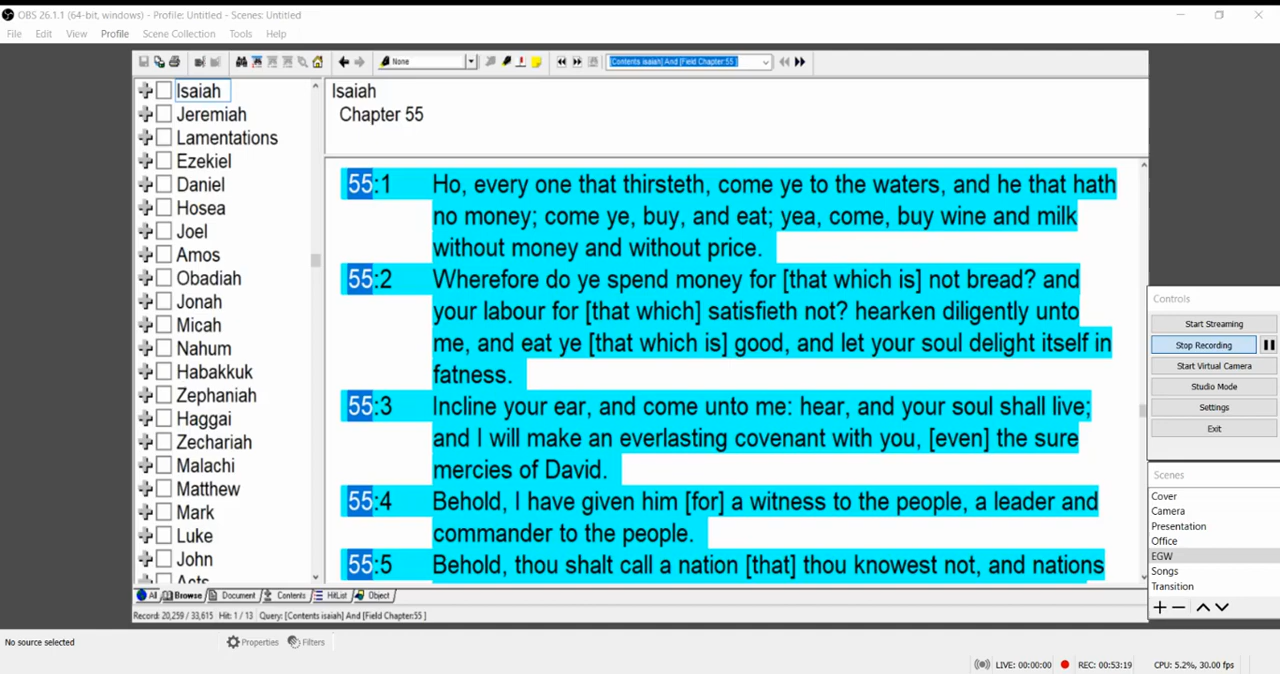 OBS 26.1.1 (64-bit, windows) - Profile: Untitled - Scenes: Untitled
File Edit View Profile Scene Collection Tools Help
None
[Contents isaiah] And [Field Chapter:55 ]
Isaiah
Jeremiah
Lamentations
Ezekiel
Daniel
Hosea
Joel
Amos
Obadiah
Jonah
Micah
Nahum
Habakkuk
Zephaniah
Haggai
Zechariah
Malachi
Matthew
Mark
Luke
John
Acts
Isaiah
Chapter 55
55:1 Ho, every one that thirsteth, come ye to the waters, and he that hath
no money; come ye, buy, and eat; yea, come, buy wine and milk
without money and without price.
55:2 Wherefore do ye spend money for [that which is] not bread? and
your labour for [that which] satisfieth not? hearken diligently unto
me, and eat ye [that which is] good, and let your soul delight itself in
fatness.
55:3 Incline your ear, and come unto me: hear, and your soul shall live;
and I will make an everlasting covenant with you, [even] the sure
mercies of David.
55:4 Behold, I have given him [for] a witness to the people, a leader and
commander to the people.
55:5 Behold, thou shalt call a nation [that] thou knowest not, and nations
All Browse Document Contents HitList Object
Record: 20,259 / 33,615 Hit: 1 / 13 Query: [Contents isaiah] And [Field Chapter:55 ]
Controls
Start Streaming
Stop Recording
Start Virtual Camera
Studio Mode
Settings
Exit
Scenes
Cover
Camera
Presentation
Office
EGW
Songs
Transition
No source selected
Properties Filters
LIVE: 00:00:00 REC: 00:53:19 CPU: 5.2%, 30.00 fps